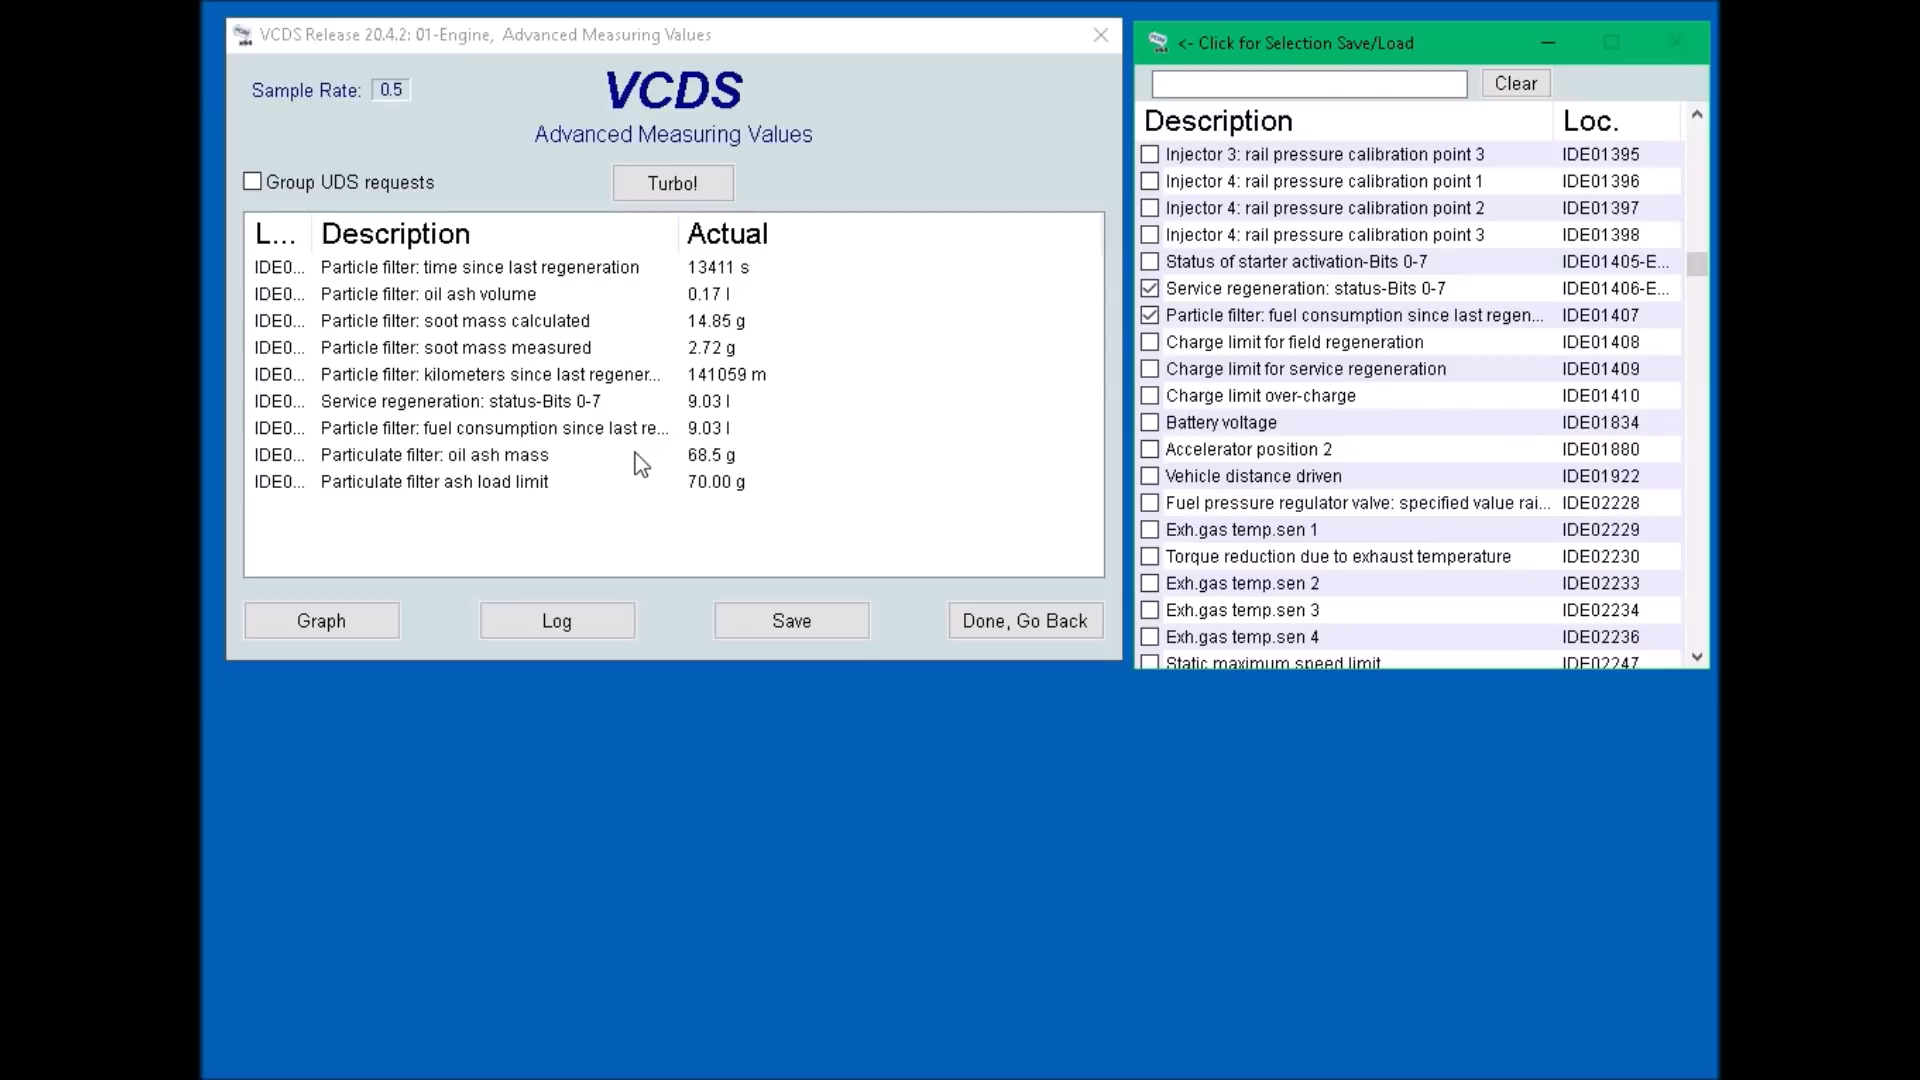 VCDS Release 20.4.2: 01-Engine, Advanced Measuring Values
Sample Rate: 0.5
VCDS
Advanced Measuring Values
Group UDS requests
Turbo!
L... Description Actual
IDE0... Particle filter: time since last regeneration 13411 s
IDE0... Particle filter: oil ash volume 0.17 l
IDE0... Particle filter: soot mass calculated 14.85 g
IDE0... Particle filter: soot mass measured 2.72 g
IDE0... Particle filter: kilometers since last regener... 141059 m
IDE0... Service regeneration: status-Bits 0-7 9.03 l
IDE0... Particle filter: fuel consumption since last re... 9.03 l
IDE0... Particulate filter: oil ash mass 68.5 g
IDE0... Particulate filter ash load limit 70.00 g
Graph Log Save Done, Go Back
<- Click for Selection Save/Load
Clear
Description Loc.
Injector 3: rail pressure calibration point 3 IDE01395
Injector 4: rail pressure calibration point 1 IDE01396
Injector 4: rail pressure calibration point 2 IDE01397
Injector 4: rail pressure calibration point 3 IDE01398
Status of starter activation-Bits 0-7 IDE01405-E...
Service regeneration: status-Bits 0-7 IDE01406-E...
Particle filter: fuel consumption since last regen... IDE01407
Charge limit for field regeneration IDE01408
Charge limit for service regeneration IDE01409
Charge limit over-charge IDE01410
Battery voltage IDE01834
Accelerator position 2 IDE01880
Vehicle distance driven IDE01922
Fuel pressure regulator valve: specified value rai... IDE02228
Exh.gas temp.sen 1 IDE02229
Torque reduction due to exhaust temperature IDE02230
Exh.gas temp.sen 2 IDE02233
Exh.gas temp.sen 3 IDE02234
Exh.gas temp.sen 4 IDE02236
Static maximum speed limit IDE02247